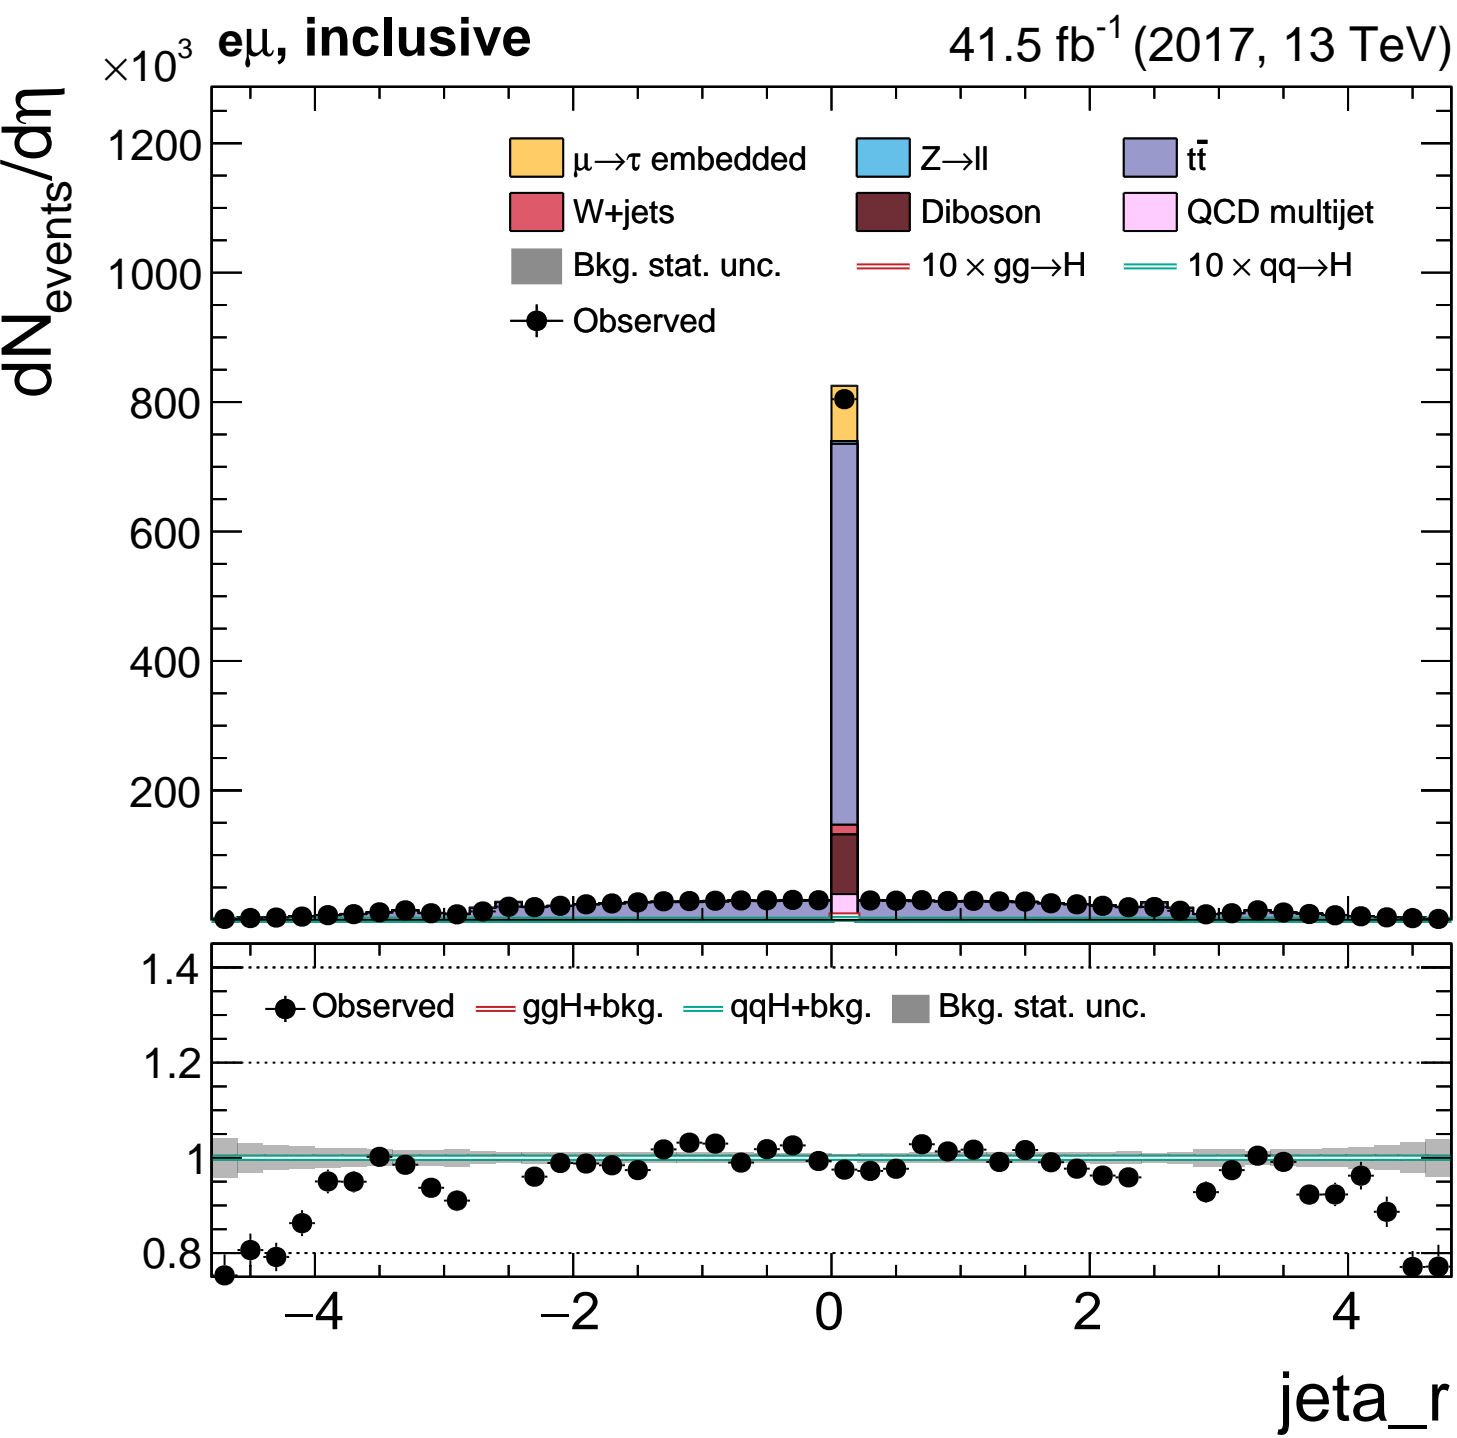 ×10³ eμ, inclusive 41.5 fb⁻¹ (2017, 13 TeV)
dN_events/dη
1200
1000
800
600
400
200
μ→τ embedded Z→ll tt̄
W+jets Diboson QCD multijet
Bkg. stat. unc. 10 × gg→H 10 × qq→H
Observed
1.4
1.2
1
0.8
Observed ggH+bkg. qqH+bkg. Bkg. stat. unc.
−4 −2 0 2 4
jeta_r